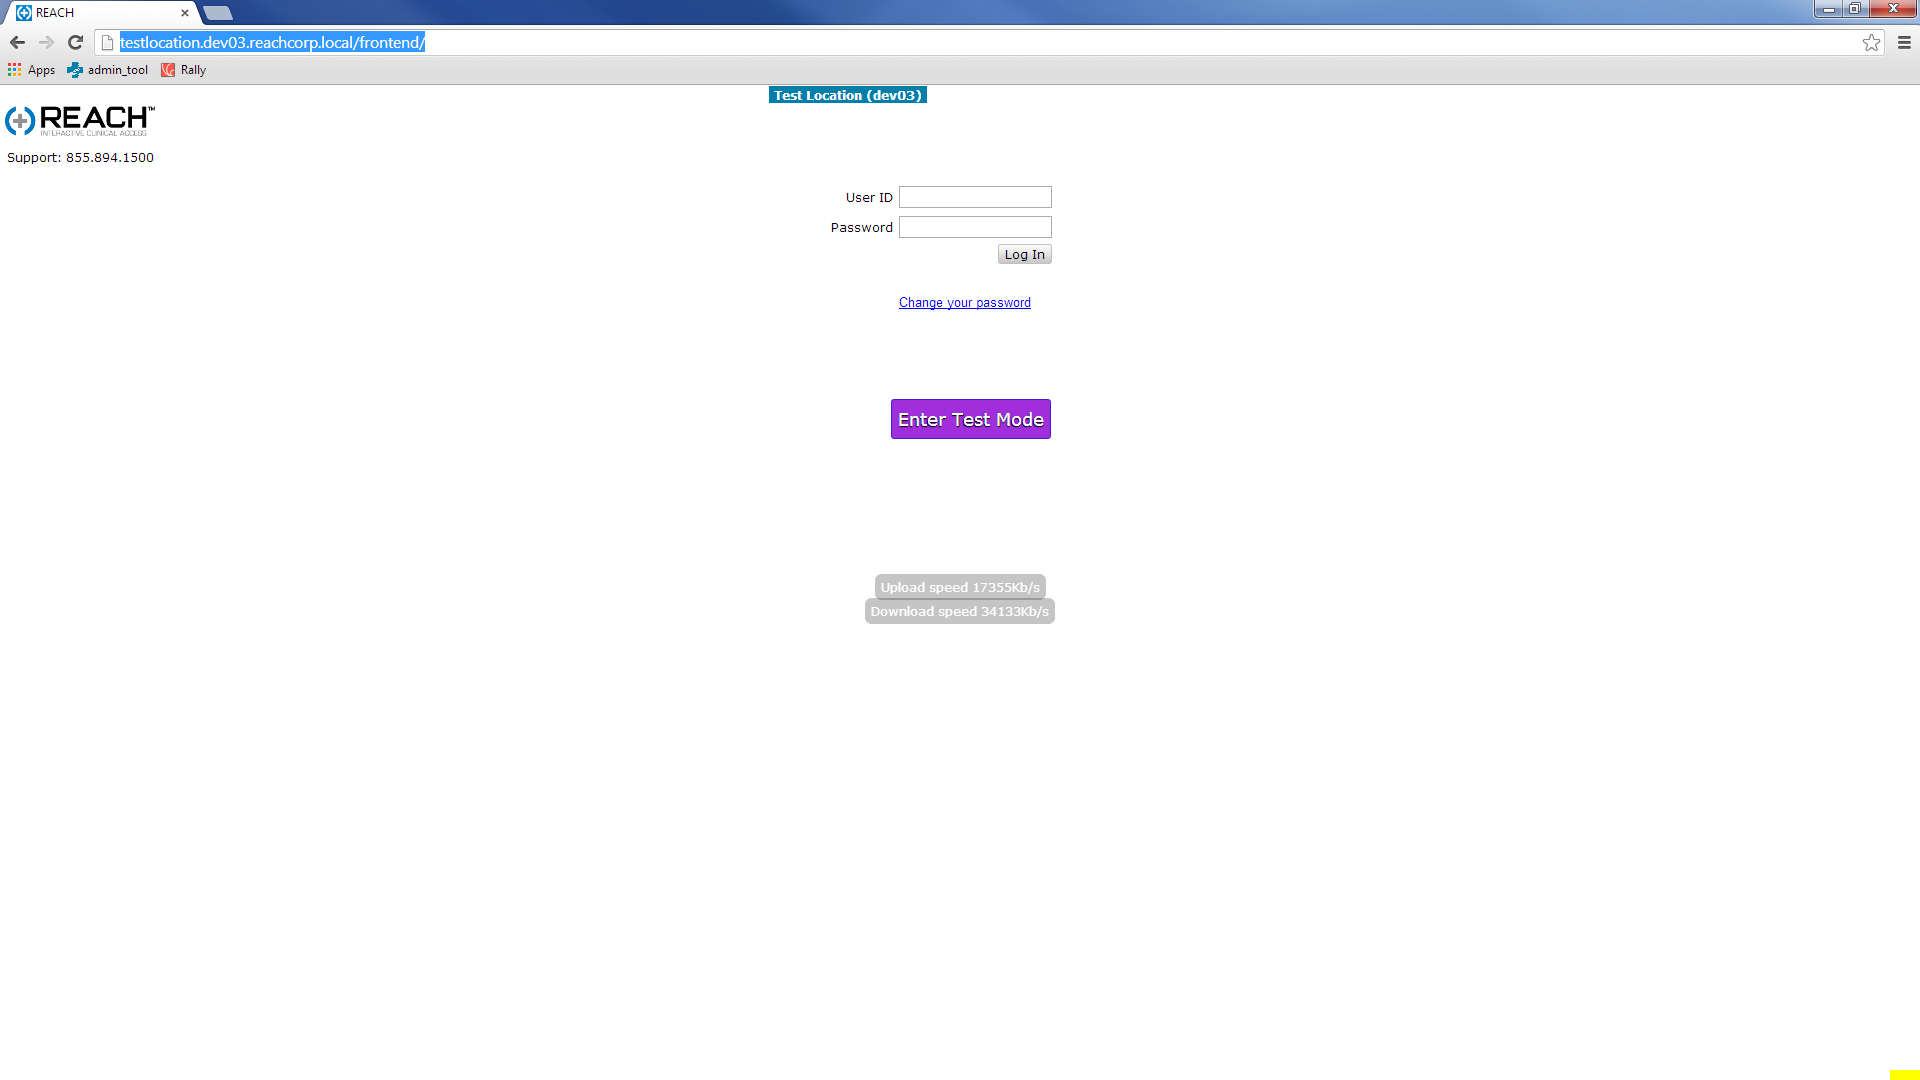 REACH
testlocation.dev03.reachcorp.local/frontend/
Apps admin_tool Rally
Test Location (dev03)
REACH™
INTERACTIVE CLINICAL ACCESS
Support: 855.894.1500
User ID
Password
Log In
Change your password
Enter Test Mode
Upload speed 17355Kb/s
Download speed 34133Kb/s